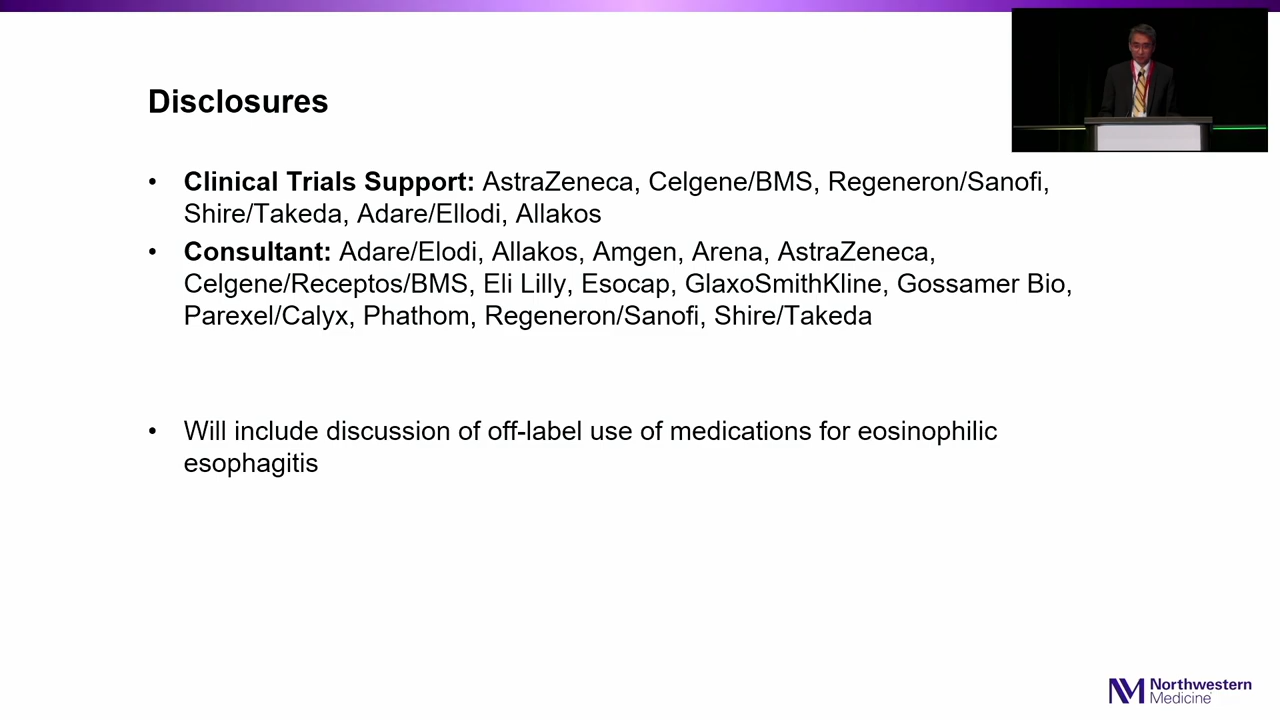 Disclosures
• Clinical Trials Support: AstraZeneca, Celgene/BMS, Regeneron/Sanofi,
Shire/Takeda, Adare/Ellodi, Allakos
• Consultant: Adare/Elodi, Allakos, Amgen, Arena, AstraZeneca,
Celgene/Receptos/BMS, Eli Lilly, Esocap, GlaxoSmithKline, Gossamer Bio,
Parexel/Calyx, Phathom, Regeneron/Sanofi, Shire/Takeda
• Will include discussion of off-label use of medications for eosinophilic
esophagitis
NM Northwestern
Medicine